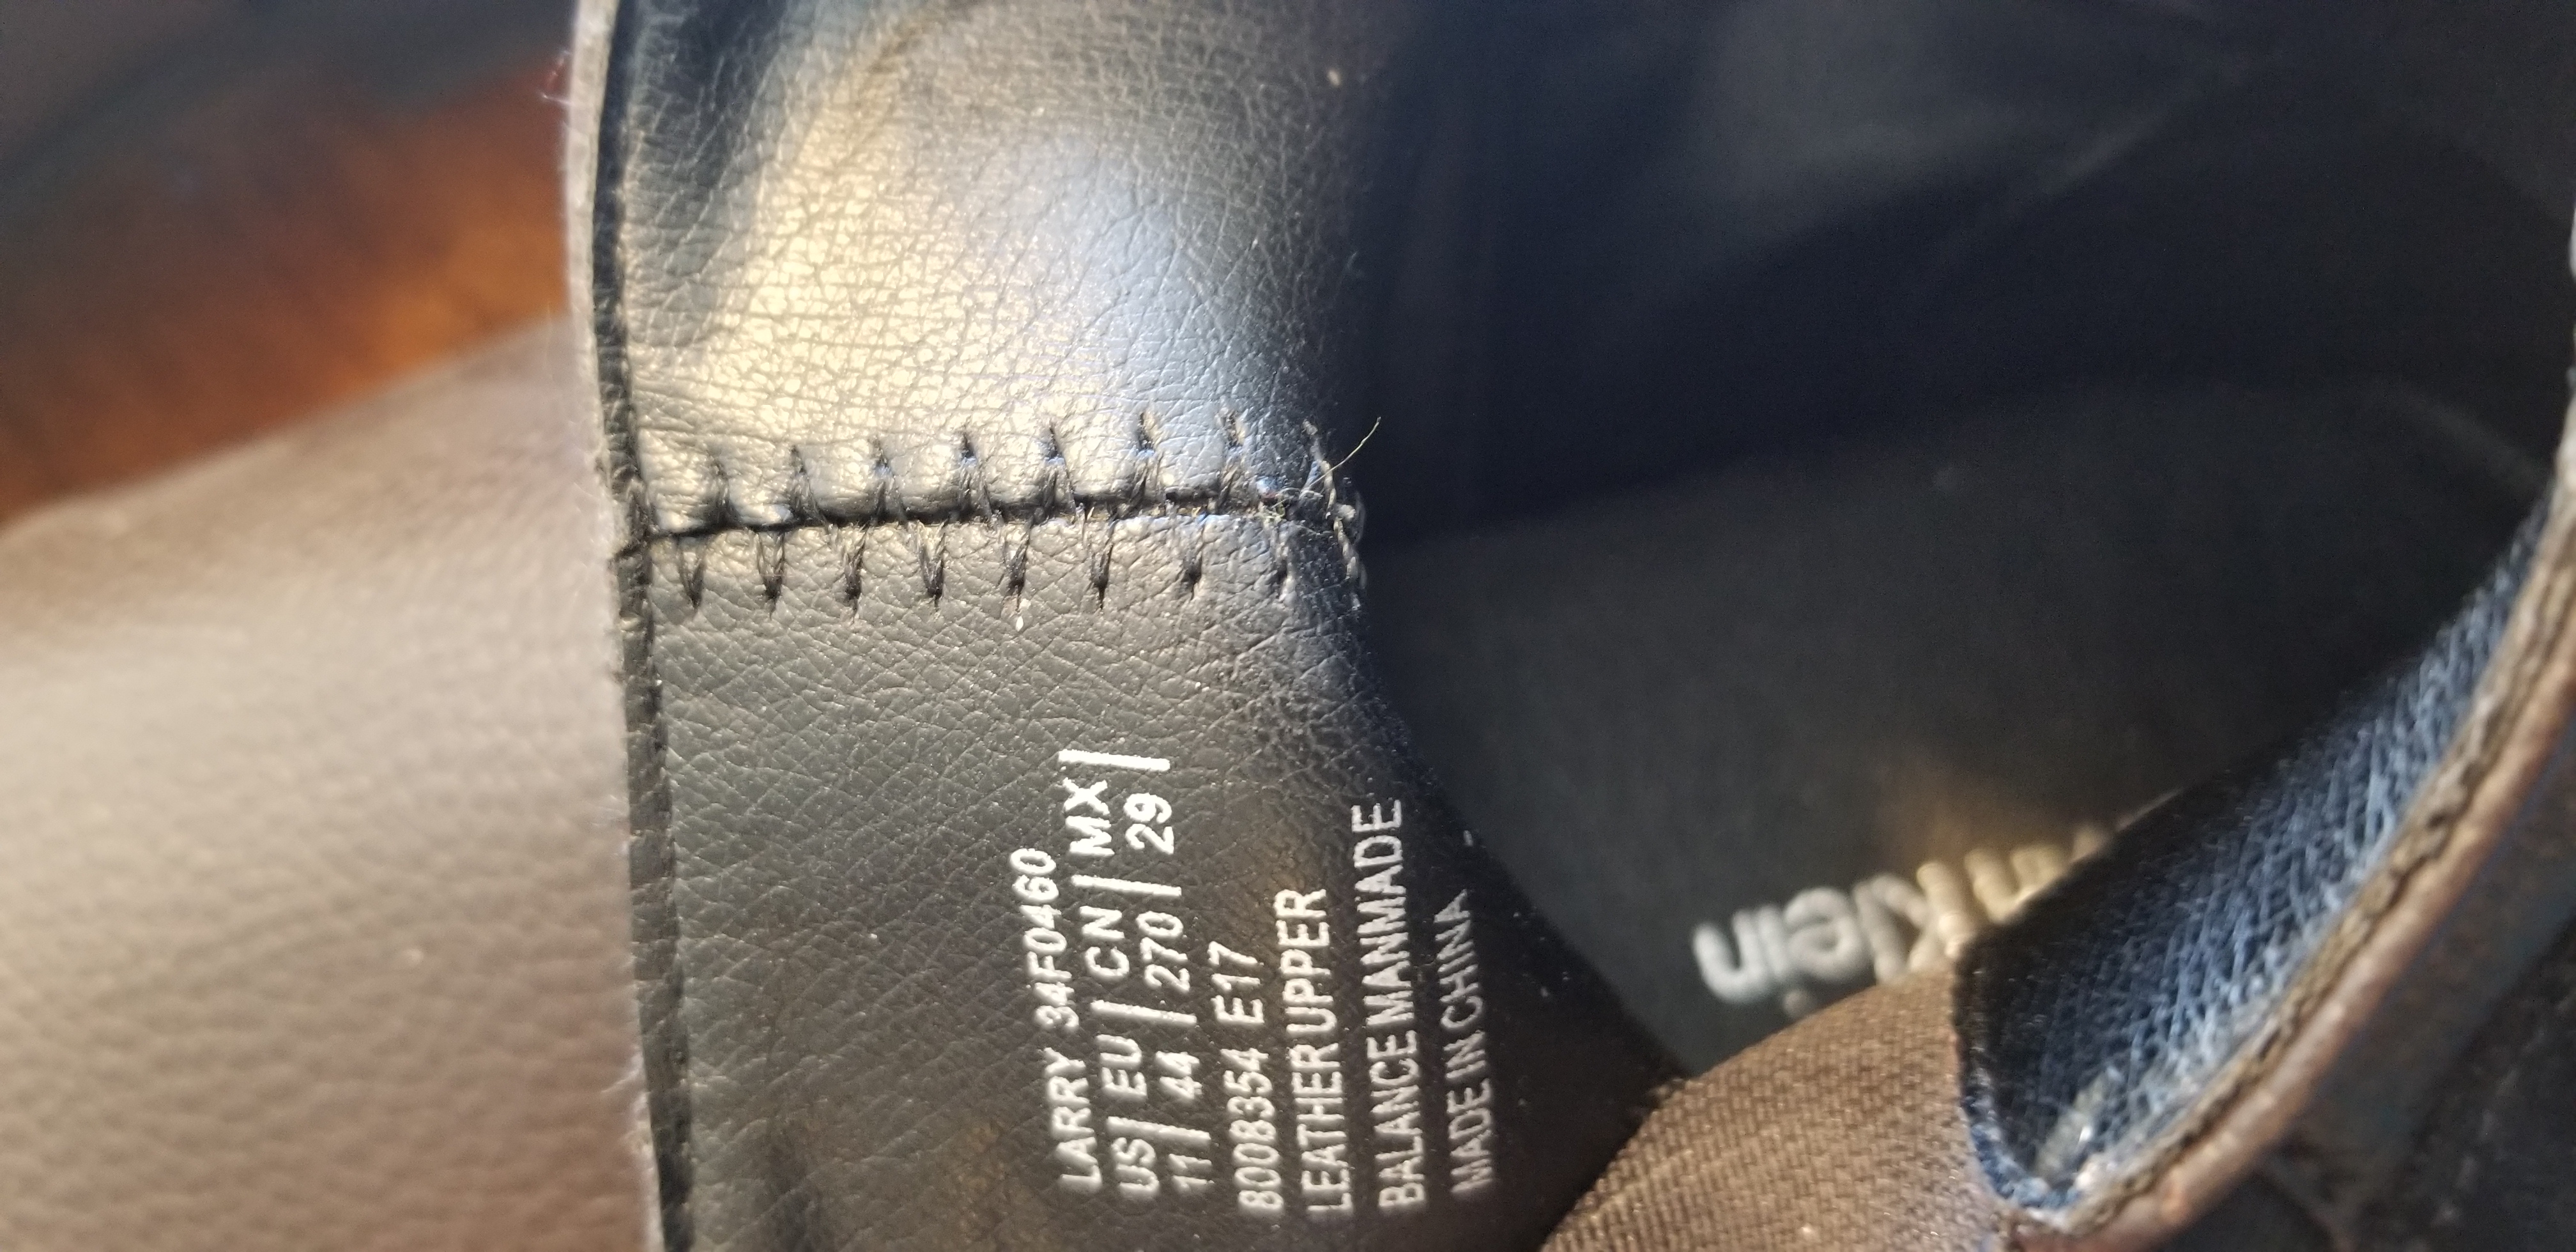 LARRY 34F0460
US | EU | CN | MX |
11 | 44 | 270 | 29 |
8008354 E17
LEATHER UPPER
BALANCE MANMADE
MADE IN CHINA